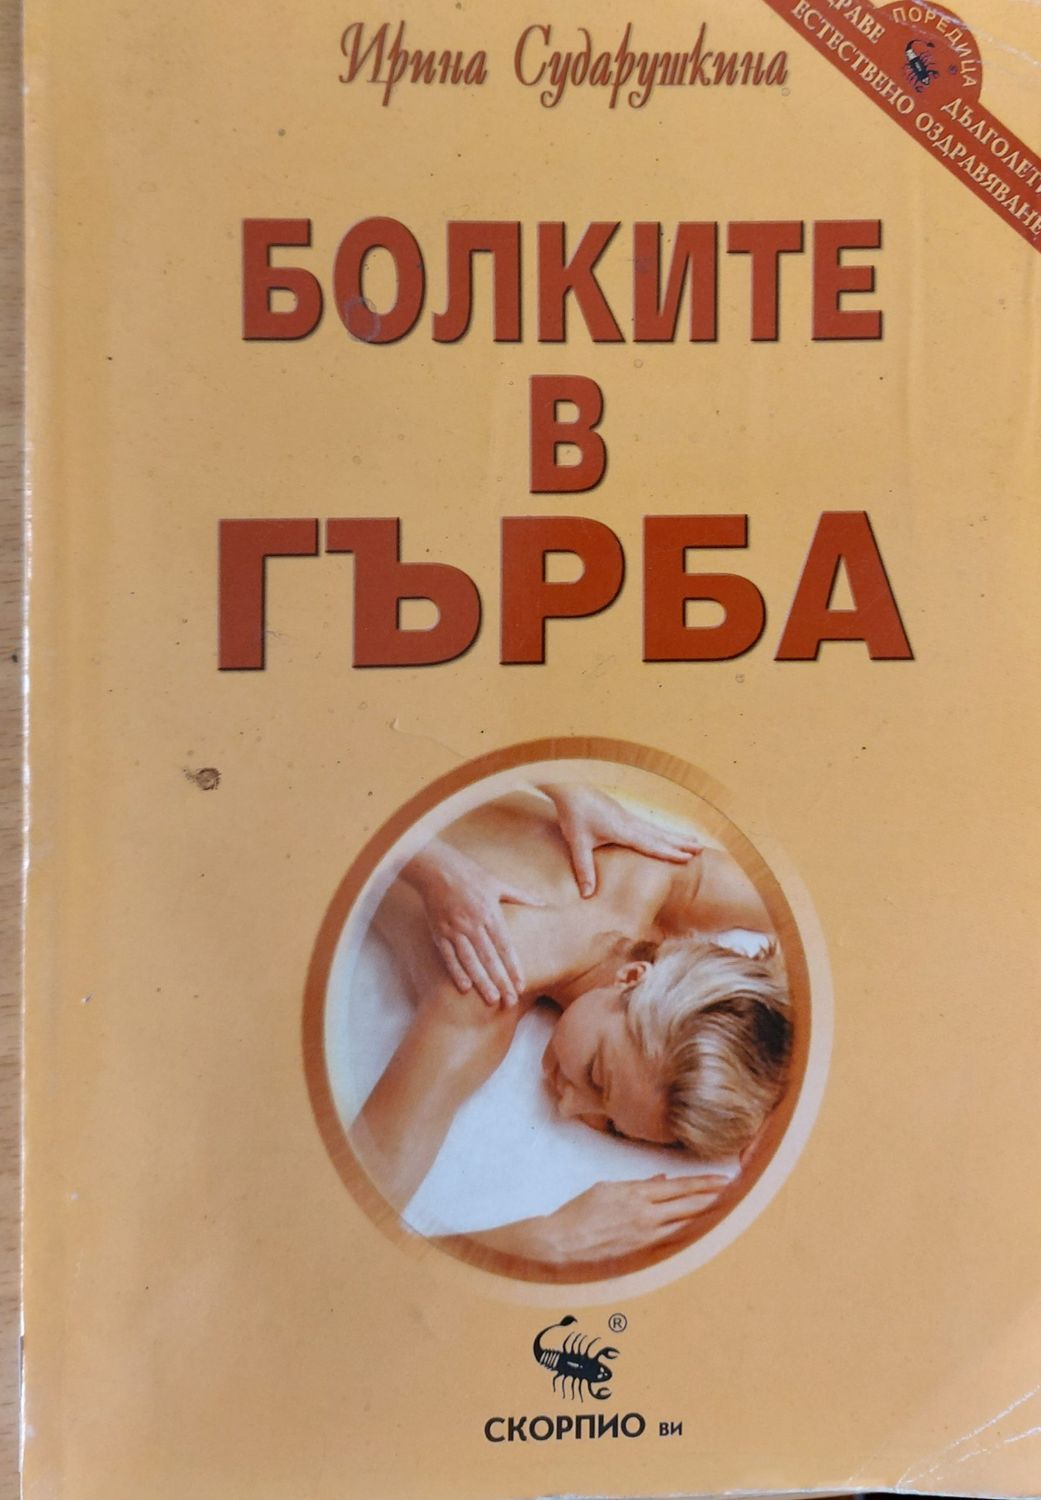 Ирина Сударушкина
ПОРЕДИЦА
ЕСТЕСТВЕНО ОЗДРАВЯВАНЕ
БОЛКИТЕ
В
ГЪРБА
®
СКОРПИО ВИ